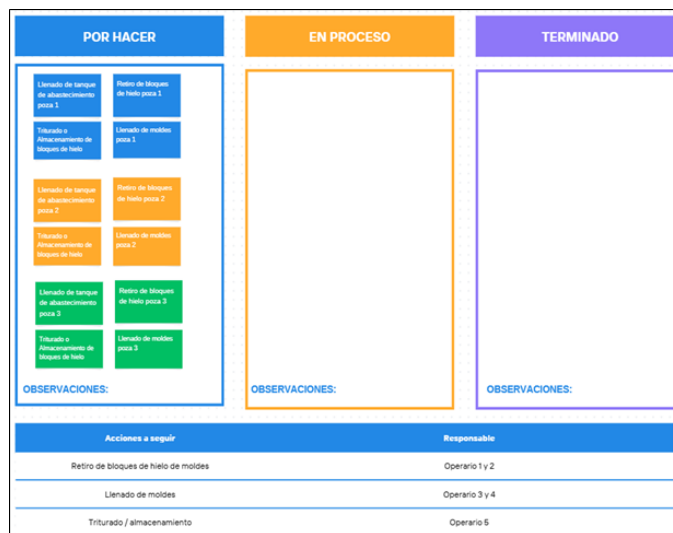 POR HACER
EN PROCESO
TERMINADO
Llenado de tanque
de abastecimiento
poza 1
Retiro de bloques
de hielo poza 1
Triturado o
Almacenamiento de
bloques de hielo
Llenado de moldes
poza 1
Llenado de tanque
de abastecimiento
poza 2
Retiro de bloques
de hielo poza 2
Triturado o
Almacenamiento de
bloques de hielo
Llenado de moldes
poza 2
Llenado de tanque
de abastecimiento
poza 3
Retiro de bloques
de hielo poza 3
Triturado o
Almacenamiento de
bloques de hielo
Llenado de moldes
poza 3
OBSERVACIONES:
OBSERVACIONES:
OBSERVACIONES:
Acciones a seguir
Responsable
Retiro de bloques de hielo de moldes
Operario 1 y 2
Llenado de moldes
Operario 3 y 4
Triturado / almacenamiento
Operario 5